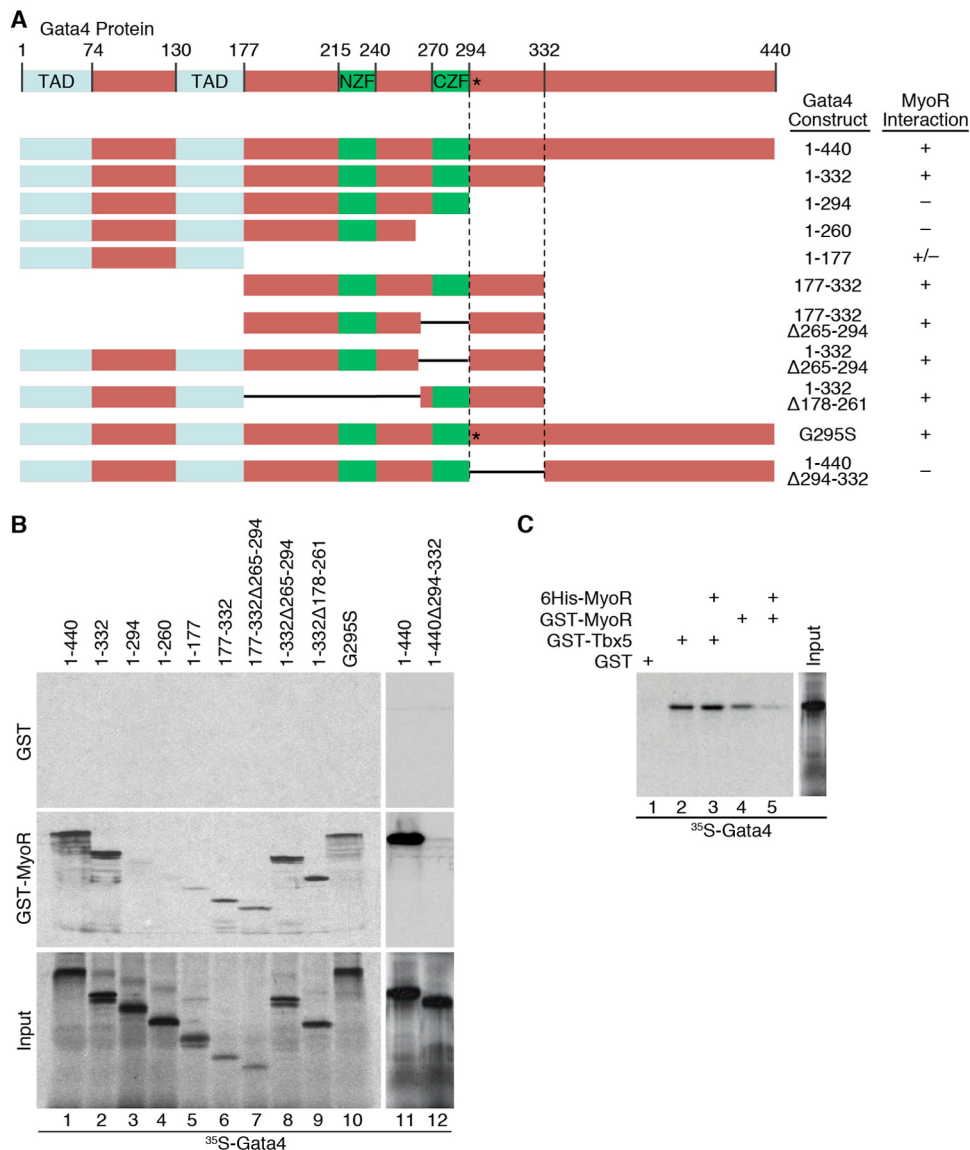 A
Gata4 Protein
1 74 130 177 215 240 270 294 332 440
TAD TAD NZF CZF *
Gata4 Construct MyoR Interaction
1-440 +
1-332 +
1-294 –
1-260 –
1-177 +/–
177-332 +
177-332 Δ265-294 +
1-332 Δ265-294 +
1-332 Δ178-261 +
* G295S +
1-440 Δ294-332 –
B
1-440 1-332 1-294 1-260 1-177 177-332 177-332Δ265-294 1-332Δ265-294 1-332Δ178-261 G295S 1-440 1-440Δ294-332
GST
GST-MyoR
Input
1 2 3 4 5 6 7 8 9 10 11 12
35S-Gata4
C
6His-MyoR + +
GST-MyoR + +
GST-Tbx5 + +
GST +
Input
1 2 3 4 5
35S-Gata4